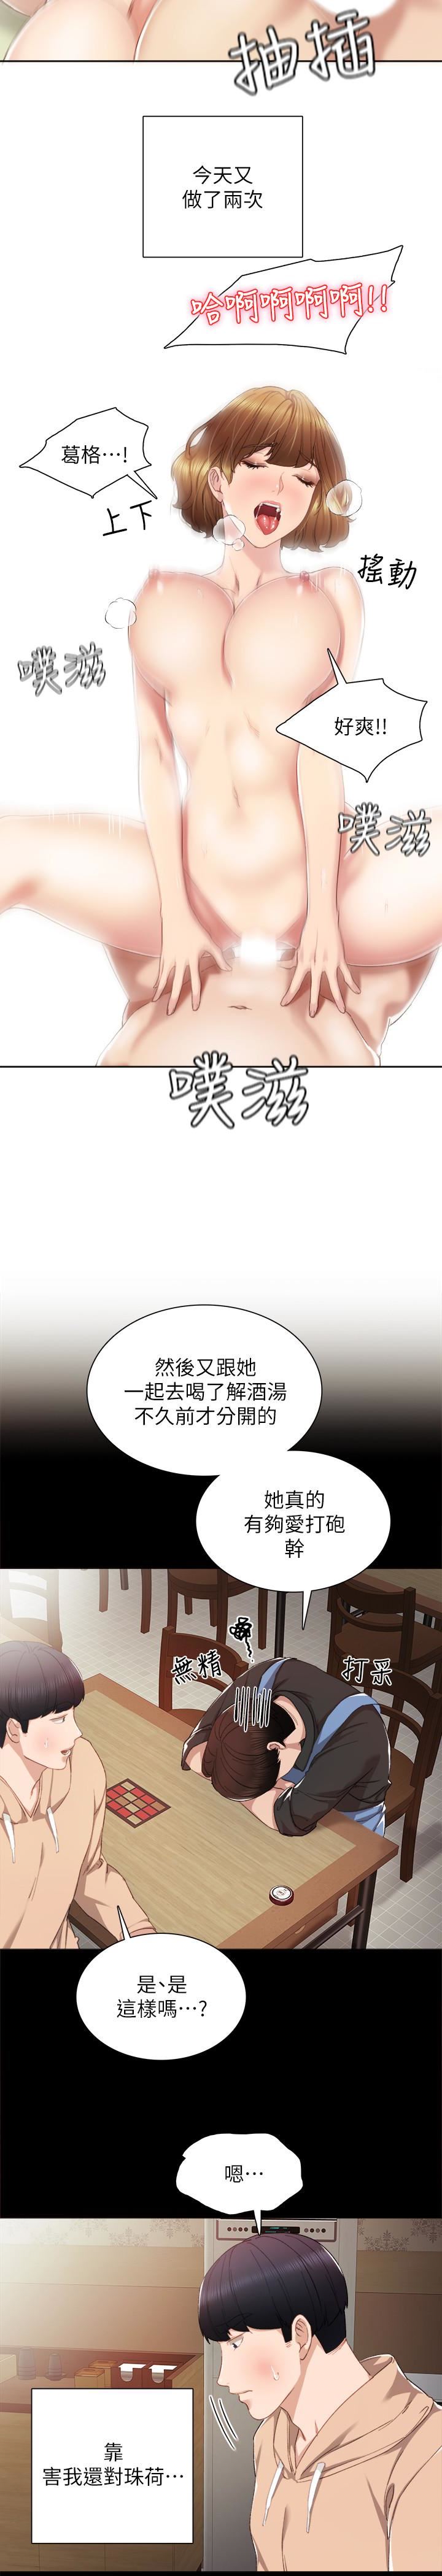 抽插
今天又
做了兩次
哈啊啊啊啊!!
葛格…!
上下
搖動
噗滋
好爽!!
噗滋
噗滋
然後又跟她
一起去喝了解酒湯
不久前才分開的
她真的
有夠愛打砲
幹
無精
打采
是、是
這樣嗎…?
嗯…
靠
害我還對珠荷…